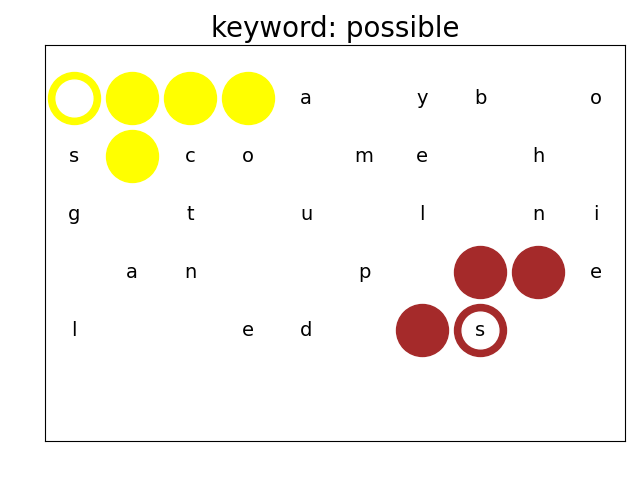 keyword: possible
a y b o
s c o m e h
g t u l n i
a n p e
l e d s